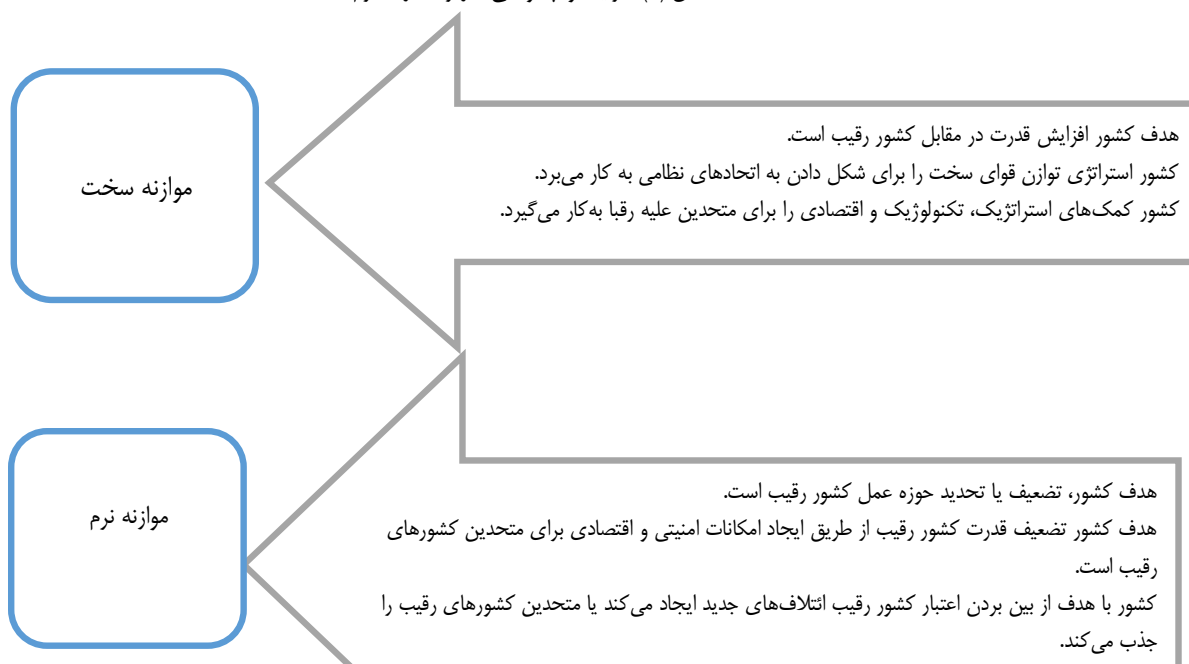 هدف کشور افزایش قدرت در مقابل کشور رقیب است.
کشور استراتژی توازن قوای سخت را برای شکل دادن به اتحادهای نظامی به کار می‌برد.
کشور کمک‌های استراتژیک، تکنولوژیک و اقتصادی را برای متحدین علیه رقبا به‌کار می‌گیرد.
موازنه سخت
هدف کشور، تضعیف یا تحدید حوزه عمل کشور رقیب است.
هدف کشور تضعیف قدرت کشور رقیب از طریق ایجاد امکانات امنیتی و اقتصادی برای متحدین کشورهای
رقیب است.
کشور با هدف از بین بردن اعتبار کشور رقیب ائتلاف‌های جدید ایجاد می‌کند یا متحدین کشورهای رقیب را
جذب می‌کند.
موازنه نرم